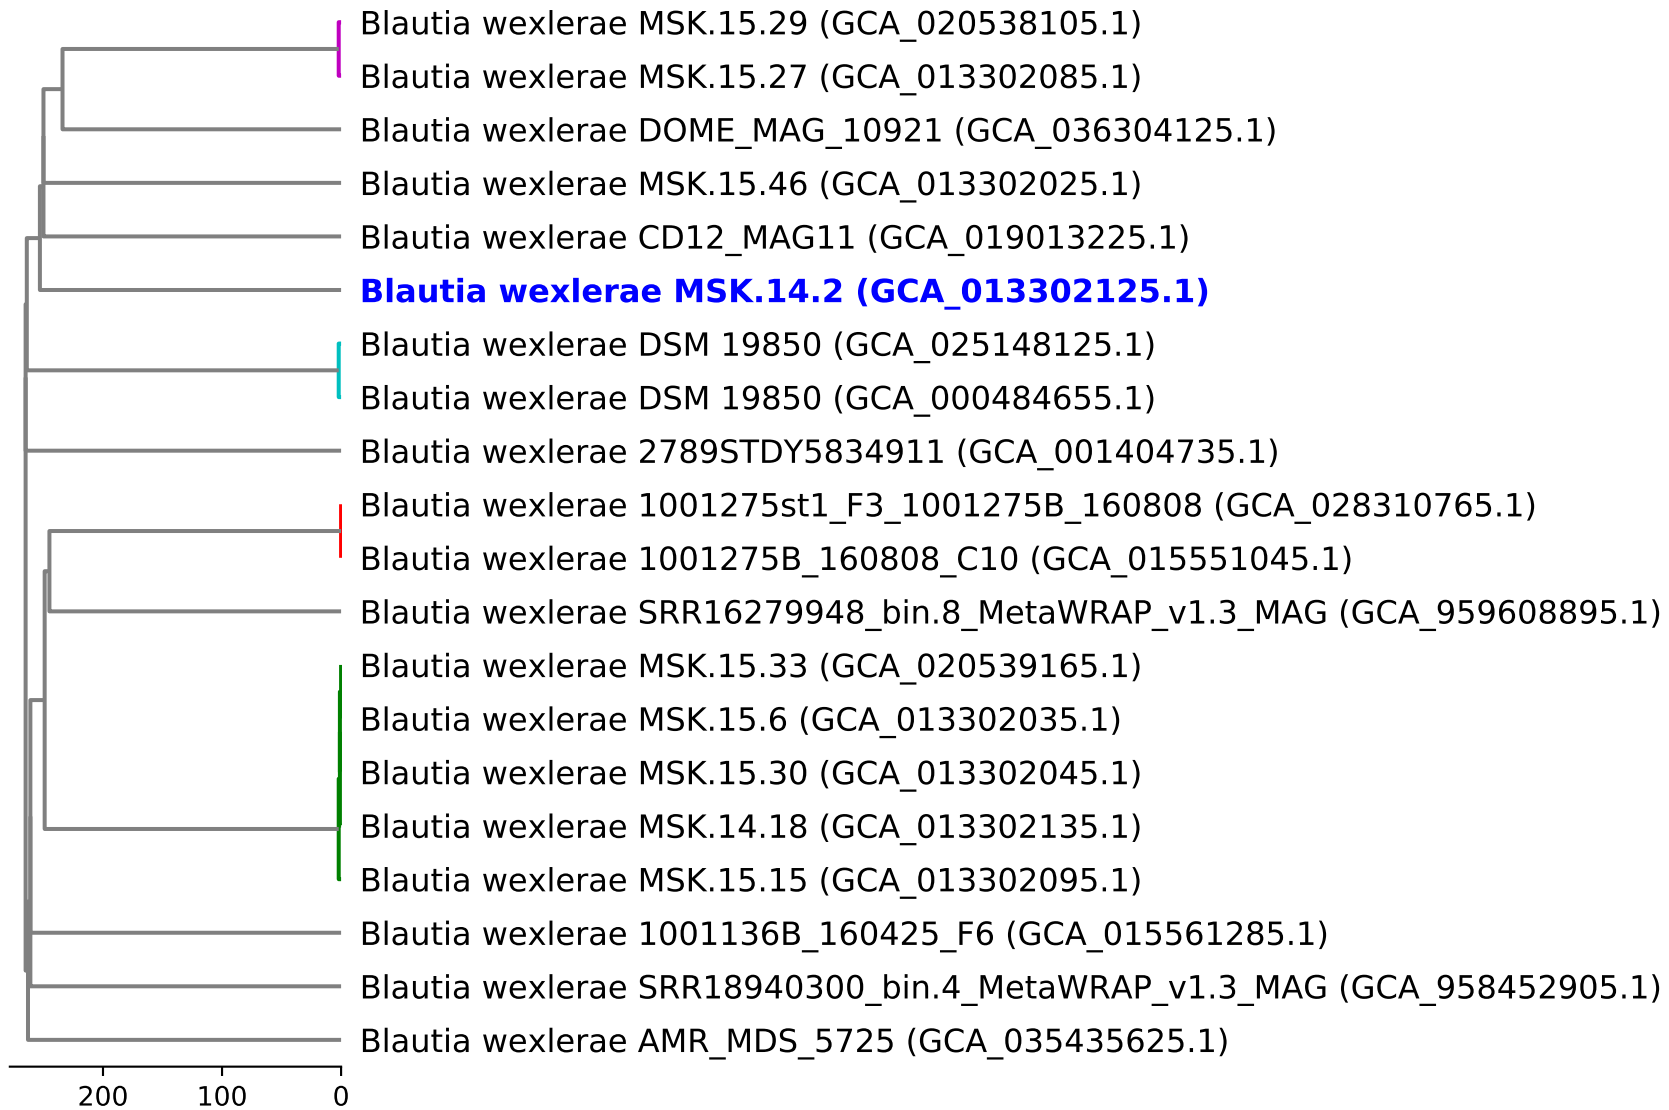 Blautia wexlerae MSK.15.29 (GCA_020538105.1)
Blautia wexlerae MSK.15.27 (GCA_013302085.1)
Blautia wexlerae DOME_MAG_10921 (GCA_036304125.1)
Blautia wexlerae MSK.15.46 (GCA_013302025.1)
Blautia wexlerae CD12_MAG11 (GCA_019013225.1)
Blautia wexlerae MSK.14.2 (GCA_013302125.1)
Blautia wexlerae DSM 19850 (GCA_025148125.1)
Blautia wexlerae DSM 19850 (GCA_000484655.1)
Blautia wexlerae 2789STDY5834911 (GCA_001404735.1)
Blautia wexlerae 1001275st1_F3_1001275B_160808 (GCA_028310765.1)
Blautia wexlerae 1001275B_160808_C10 (GCA_015551045.1)
Blautia wexlerae SRR16279948_bin.8_MetaWRAP_v1.3_MAG (GCA_959608895.1)
Blautia wexlerae MSK.15.33 (GCA_020539165.1)
Blautia wexlerae MSK.15.6 (GCA_013302035.1)
Blautia wexlerae MSK.15.30 (GCA_013302045.1)
Blautia wexlerae MSK.14.18 (GCA_013302135.1)
Blautia wexlerae MSK.15.15 (GCA_013302095.1)
Blautia wexlerae 1001136B_160425_F6 (GCA_015561285.1)
Blautia wexlerae SRR18940300_bin.4_MetaWRAP_v1.3_MAG (GCA_958452905.1)
Blautia wexlerae AMR_MDS_5725 (GCA_035435625.1)
200 100 0